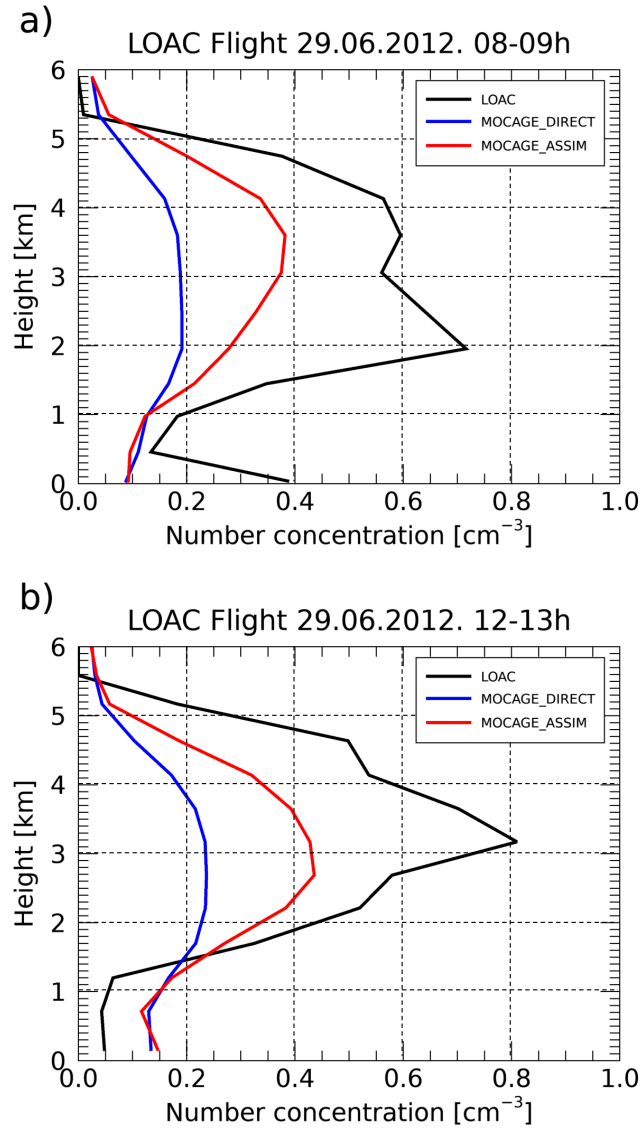 a)
LOAC Flight 29.06.2012. 08-09h
6
5
4
3
2
1
0
Height [km]
LOAC
MOCAGE_DIRECT
MOCAGE_ASSIM
0.0 0.2 0.4 0.6 0.8 1.0
Number concentration [cm⁻³]
b)
LOAC Flight 29.06.2012. 12-13h
6
5
4
3
2
1
0
Height [km]
LOAC
MOCAGE_DIRECT
MOCAGE_ASSIM
0.0 0.2 0.4 0.6 0.8 1.0
Number concentration [cm⁻³]